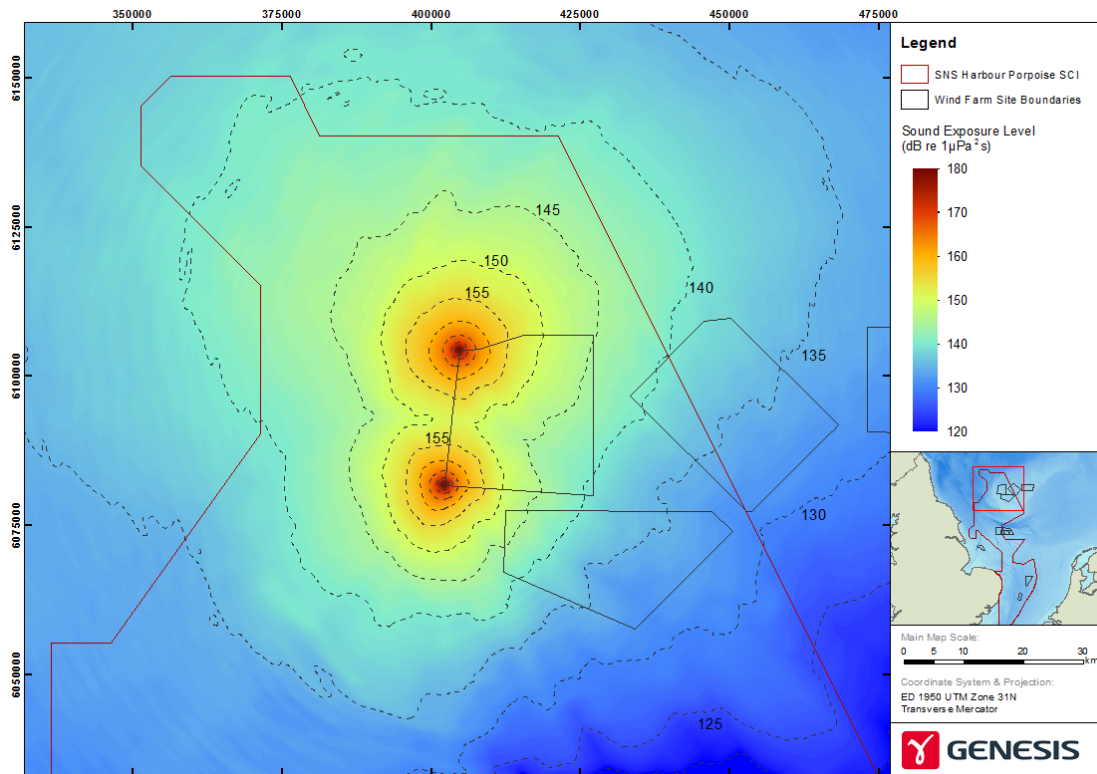 350000 375000 400000 425000 450000 475000
6150000
6125000
6100000
6075000
6050000
145
150
155
140
135
155
130
125
Legend
SNS Harbour Porpoise SCI
Wind Farm Site Boundaries
Sound Exposure Level
(dB re 1µPa²s)
180
170
160
150
140
130
120
Main Map Scale:
0 5 10 20 30
km
Coordinate System & Projection:
ED 1950 UTM Zone 31N
Transverse Mercator
GENESIS